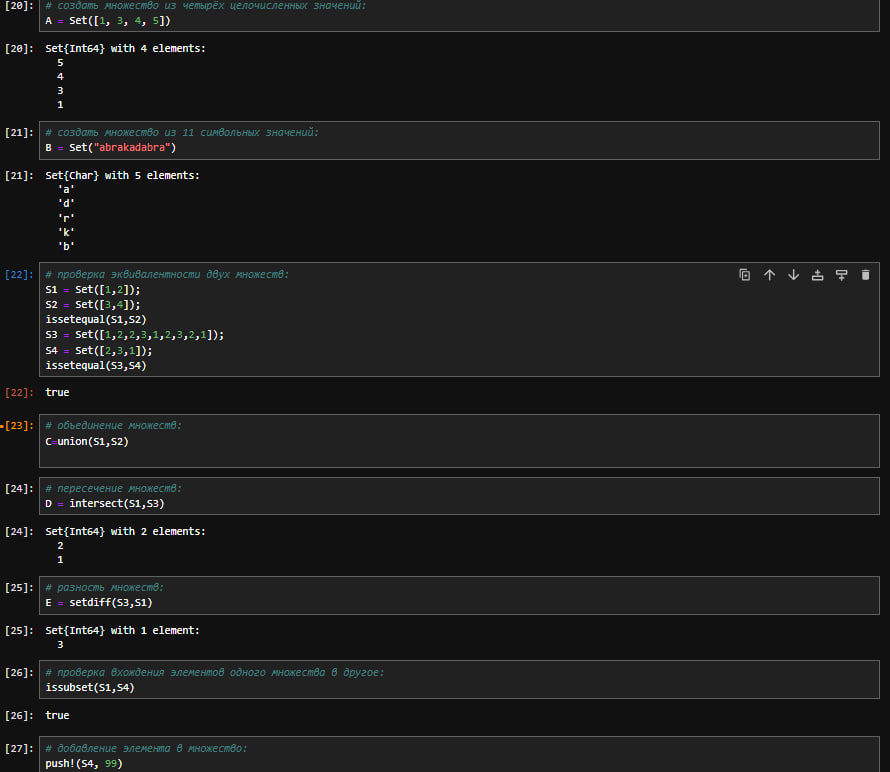 [20]: # создать множество из четырёх целочисленных значений:
A = Set([1, 3, 4, 5])
[20]: Set{Int64} with 4 elements:
5
4
3
1
[21]: # создать множество из 11 символьных значений:
B = Set("abrakadabra")
[21]: Set{Char} with 5 elements:
'a'
'd'
'r'
'k'
'b'
[22]: # проверка эквивалентности двух множеств:
S1 = Set([1,2]);
S2 = Set([3,4]);
issetequal(S1,S2)
S3 = Set([1,2,2,3,1,2,3,2,1]);
S4 = Set([2,3,1]);
issetequal(S3,S4)
[22]: true
[23]: # объединение множеств:
C=union(S1,S2)
[24]: # пересечение множеств:
D = intersect(S1,S3)
[24]: Set{Int64} with 2 elements:
2
1
[25]: # разность множеств:
E = setdiff(S3,S1)
[25]: Set{Int64} with 1 element:
3
[26]: # проверка вхождения элементов одного множества в другое:
issubset(S1,S4)
[26]: true
[27]: # добавление элемента в множество:
push!(S4, 99)